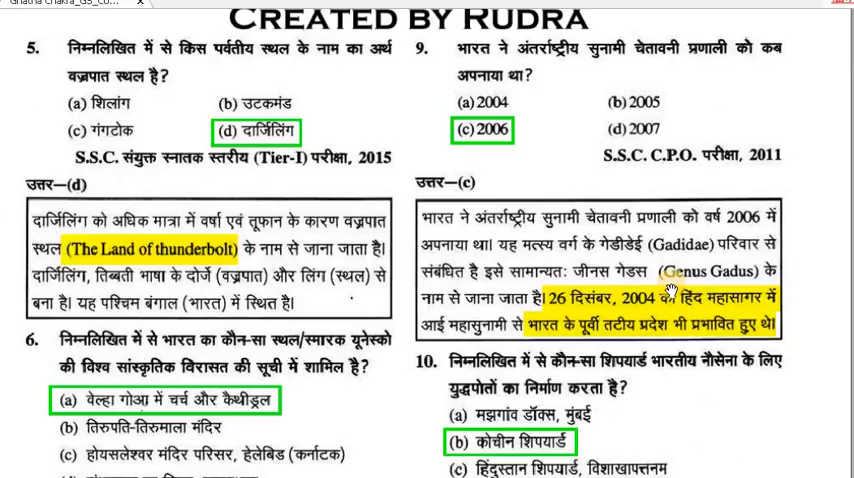 Ghatna Chakra_GS_Cu...
CREATED BY RUDRA
5. निम्नलिखित में से किस पर्वतीय स्थल के नाम का अर्थ
वज्रपात स्थल है?
(a) शिलांग (b) उटकमंड
(c) गंगटोक (d) दार्जिलिंग
S.S.C. संयुक्त स्नातक स्तरीय (Tier-I) परीक्षा, 2015
उत्तर—(d)
दार्जिलिंग को अधिक मात्रा में वर्षा एवं तूफान के कारण वज्रपात
स्थल (The Land of thunderbolt) के नाम से जाना जाता है।
दार्जिलिंग, तिब्बती भाषा के दोर्जे (वज्रपात) और लिंग (स्थल) से
बना है। यह पश्चिम बंगाल (भारत) में स्थित है।
6. निम्नलिखित में से भारत का कौन-सा स्थल/स्मारक यूनेस्को
की विश्व सांस्कृतिक विरासत की सूची में शामिल है?
(a) वेल्हा गोआ में चर्च और कैथीड्रल
(b) तिरुपति-तिरुमाला मंदिर
(c) होयसलेश्वर मंदिर परिसर, हेलेबिड (कर्नाटक)
9. भारत ने अंतर्राष्ट्रीय सुनामी चेतावनी प्रणाली को कब
अपनाया था?
(a) 2004 (b) 2005
(c) 2006 (d) 2007
S.S.C. C.P.O. परीक्षा, 2011
उत्तर—(c)
भारत ने अंतर्राष्ट्रीय सुनामी चेतावनी प्रणाली को वर्ष 2006 में
अपनाया था। यह मत्स्य वर्ग के गेडीडेई (Gadidae) परिवार से
संबंधित है इसे सामान्यतः जीनस गेडस (Genus Gadus) के
नाम से जाना जाता है। 26 दिसंबर, 2004 को हिंद महासागर में
आई महासुनामी से भारत के पूर्वी तटीय प्रदेश भी प्रभावित हुए थे।
10. निम्नलिखित में से कौन-सा शिपयार्ड भारतीय नौसेना के लिए
युद्धपोतों का निर्माण करता है?
(a) मझगांव डॉक्स, मुंबई
(b) कोचीन शिपयार्ड
(c) हिंदुस्तान शिपयार्ड, विशाखापत्तनम